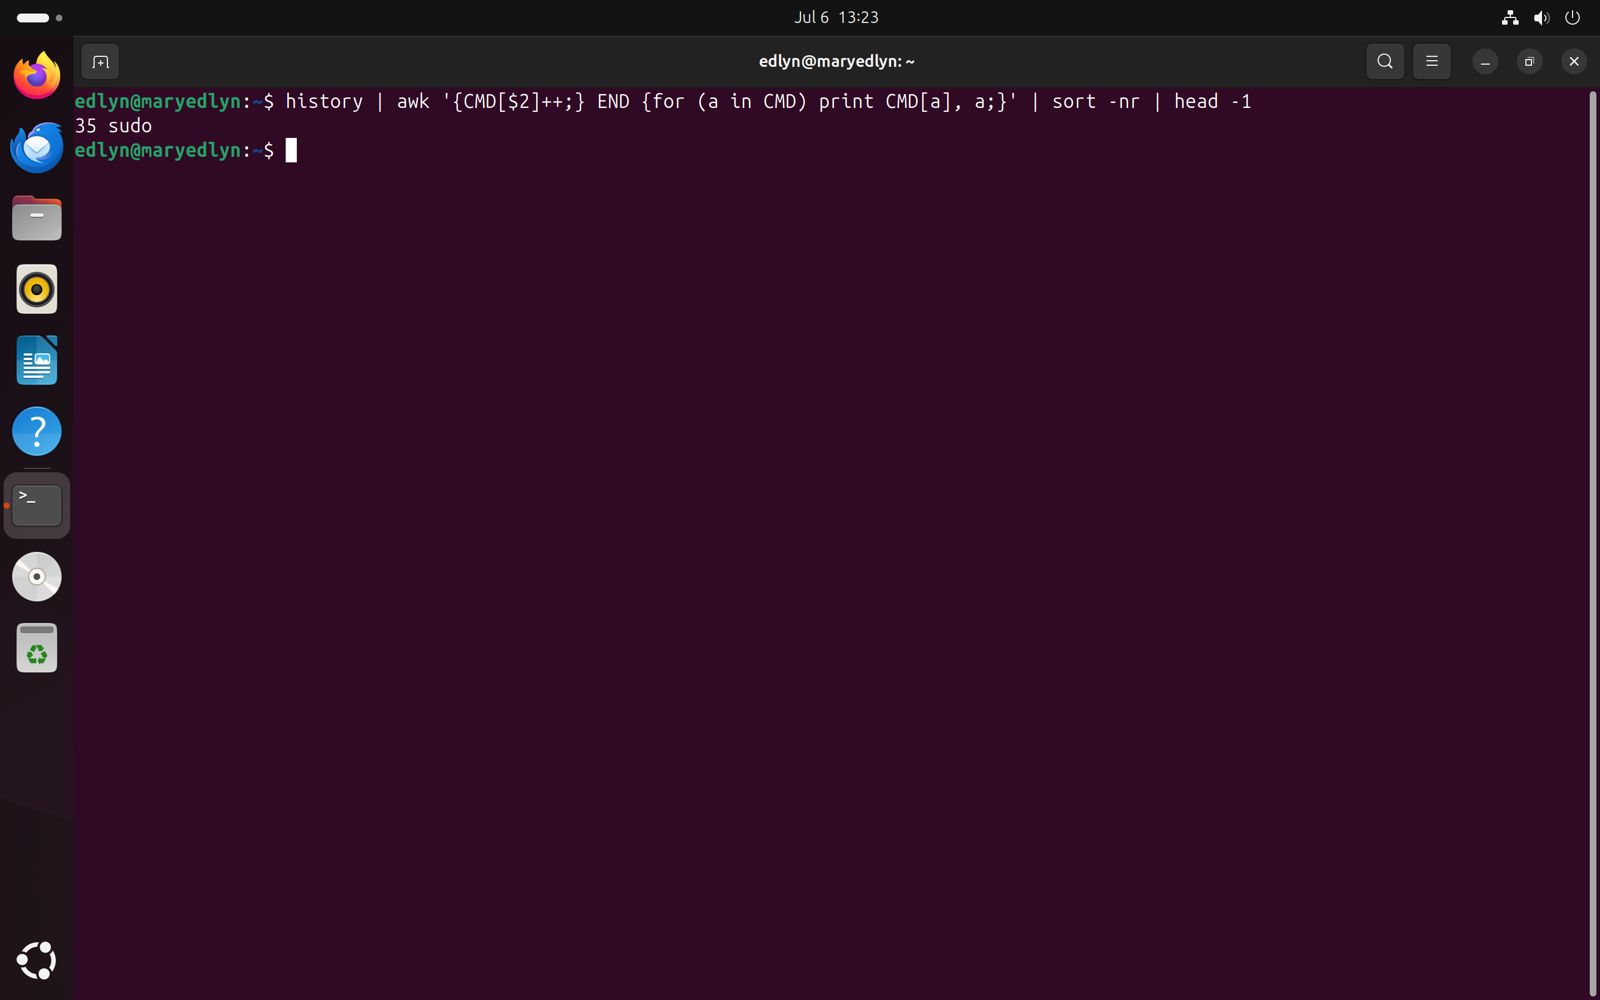 Jul 6 13:23
edlyn@maryedlyn: ~
edlyn@maryedlyn:~$ history | awk '{CMD[$2]++;} END {for (a in CMD) print CMD[a], a;}' | sort -nr | head -1
35 sudo
edlyn@maryedlyn:~$
?
>_